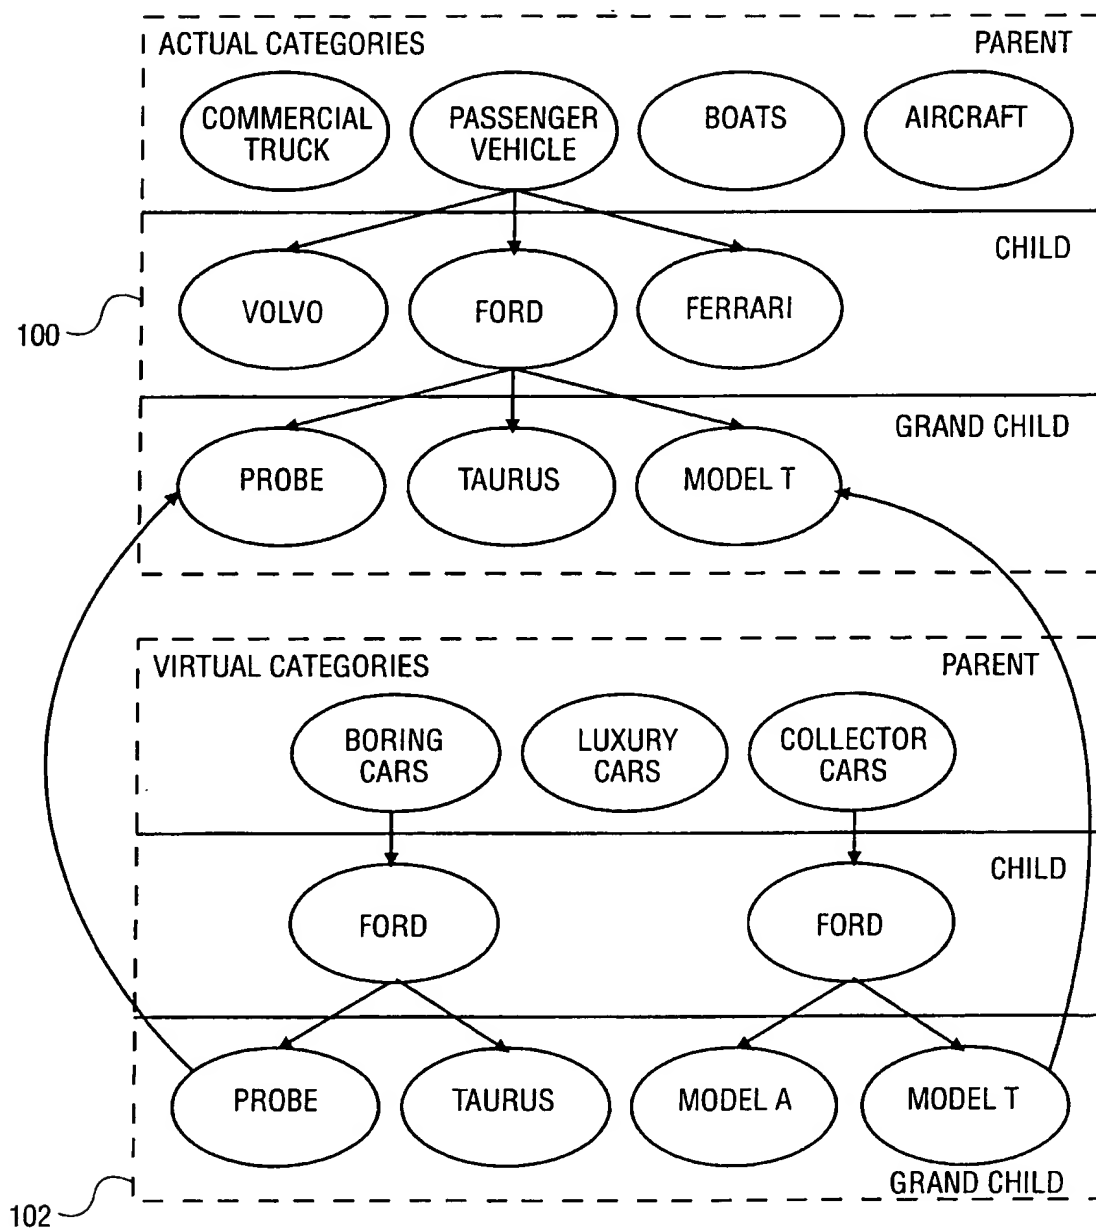 ACTUAL CATEGORIES
PARENT
COMMERCIAL
TRUCK
PASSENGER
VEHICLE
BOATS
AIRCRAFT
CHILD
VOLVO
FORD
FERRARI
100
GRAND CHILD
PROBE
TAURUS
MODEL T
VIRTUAL CATEGORIES
PARENT
BORING
CARS
LUXURY
CARS
COLLECTOR
CARS
CHILD
FORD
FORD
PROBE
TAURUS
MODEL A
MODEL T
GRAND CHILD
102